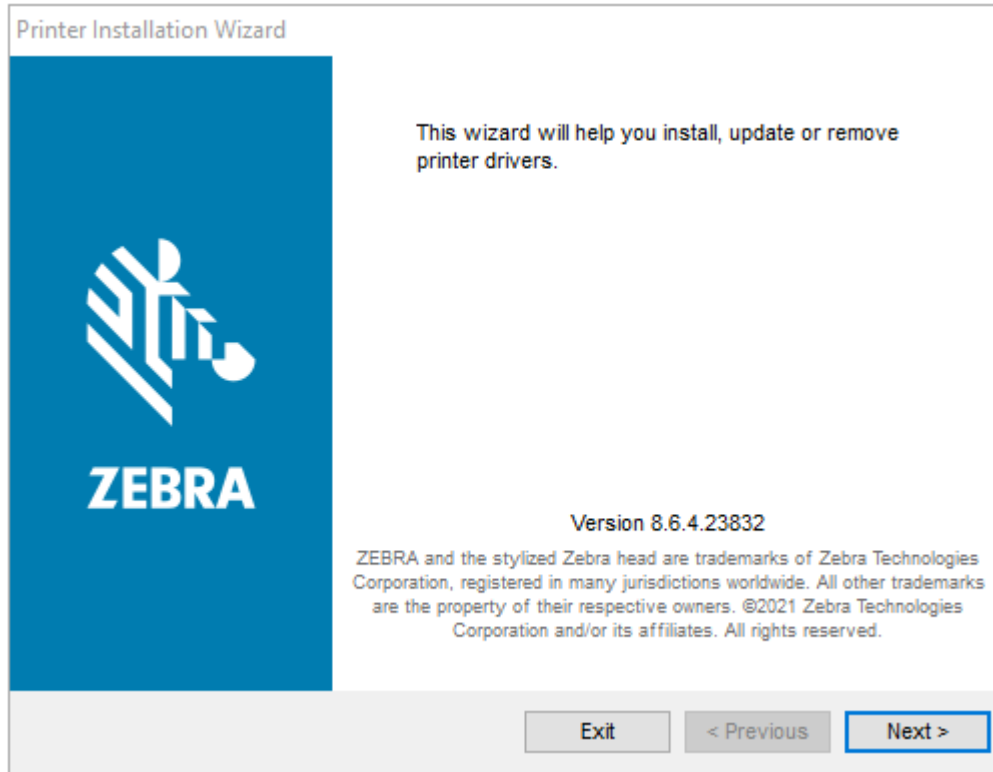 Printer Installation Wizard
This wizard will help you install, update or remove
printer drivers.
ZEBRA
Version 8.6.4.23832
ZEBRA and the stylized Zebra head are trademarks of Zebra Technologies
Corporation, registered in many jurisdictions worldwide. All other trademarks
are the property of their respective owners. ©2021 Zebra Technologies
Corporation and/or its affiliates. All rights reserved.
Exit
< Previous
Next >